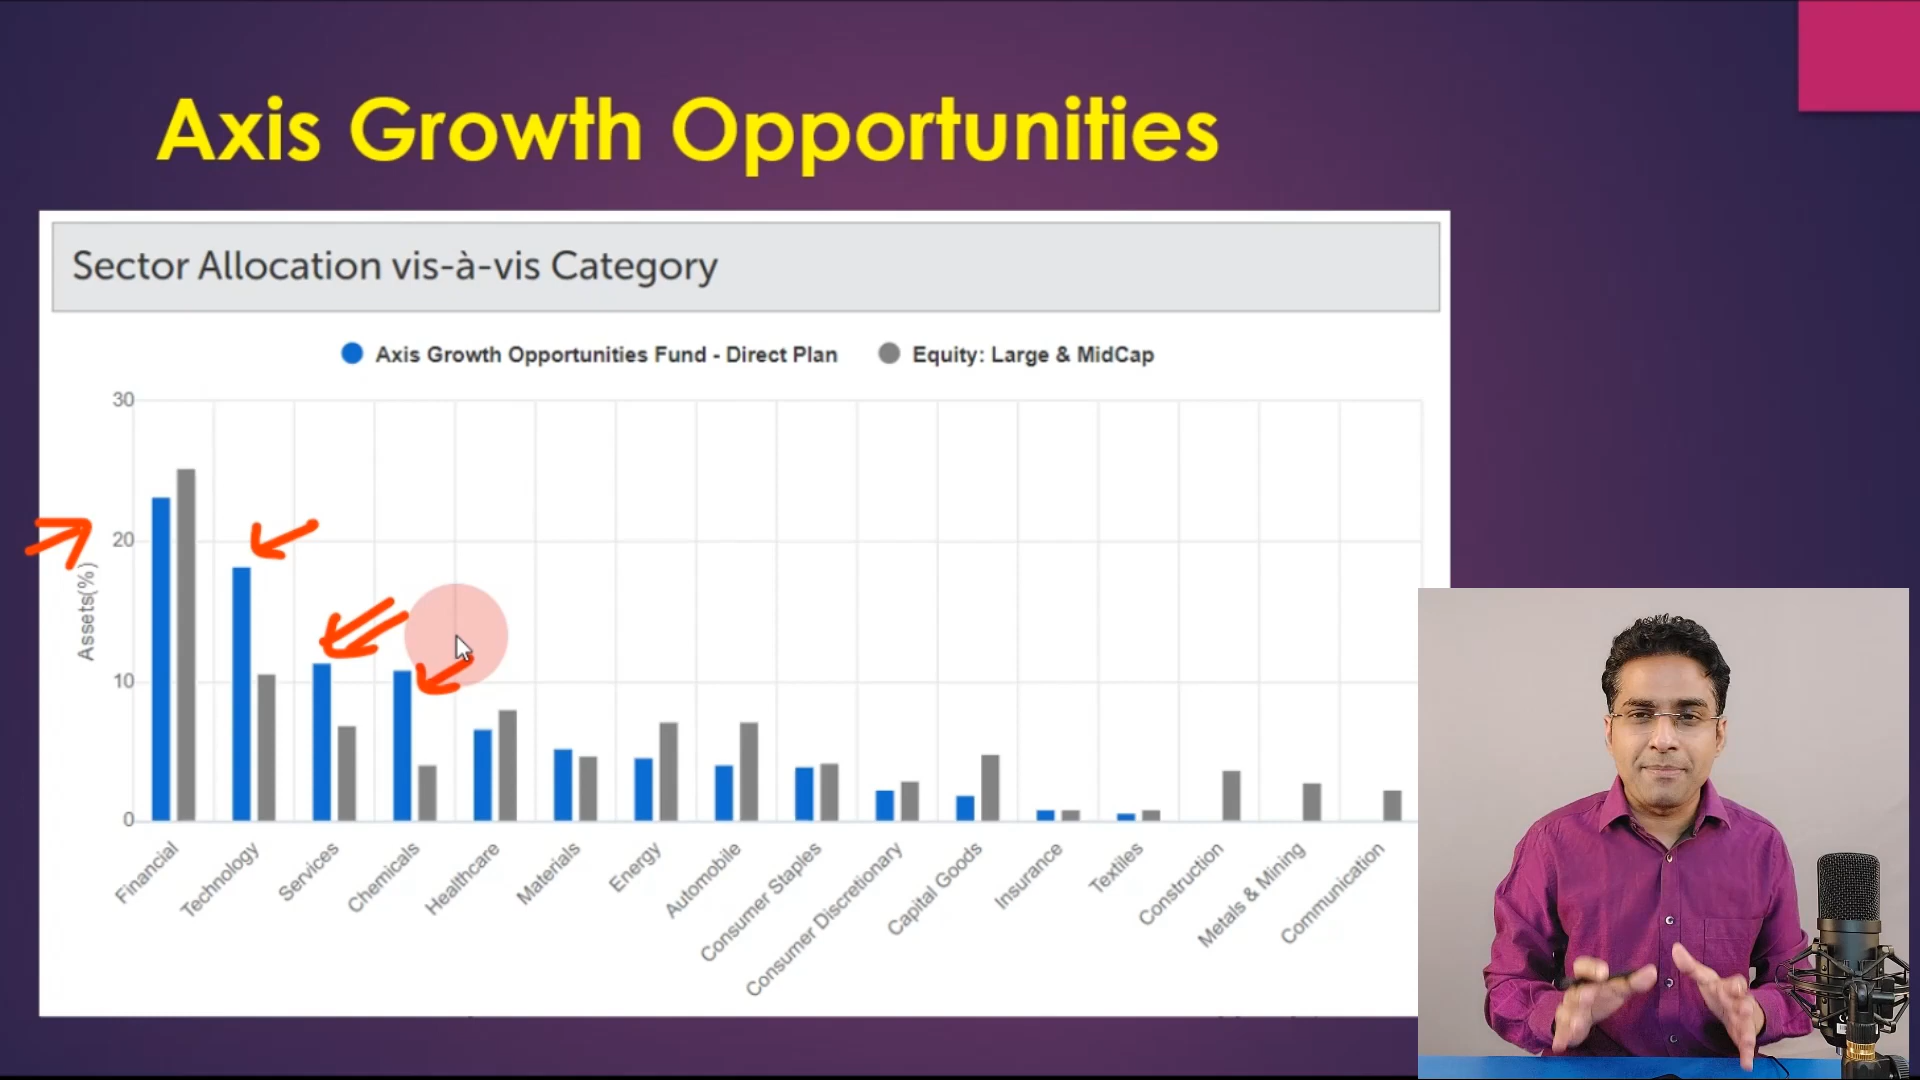 Axis Growth Opportunities
Sector Allocation vis-à-vis Category
Axis Growth Opportunities Fund - Direct Plan
Equity: Large & MidCap
30
20
10
0
Assets(%)
Financial
Technology
Services
Chemicals
Healthcare
Materials
Energy
Automobile
Consumer Staples
Consumer Discretionary
Capital Goods
Insurance
Textiles
Construction
Metals & Mining
Communication